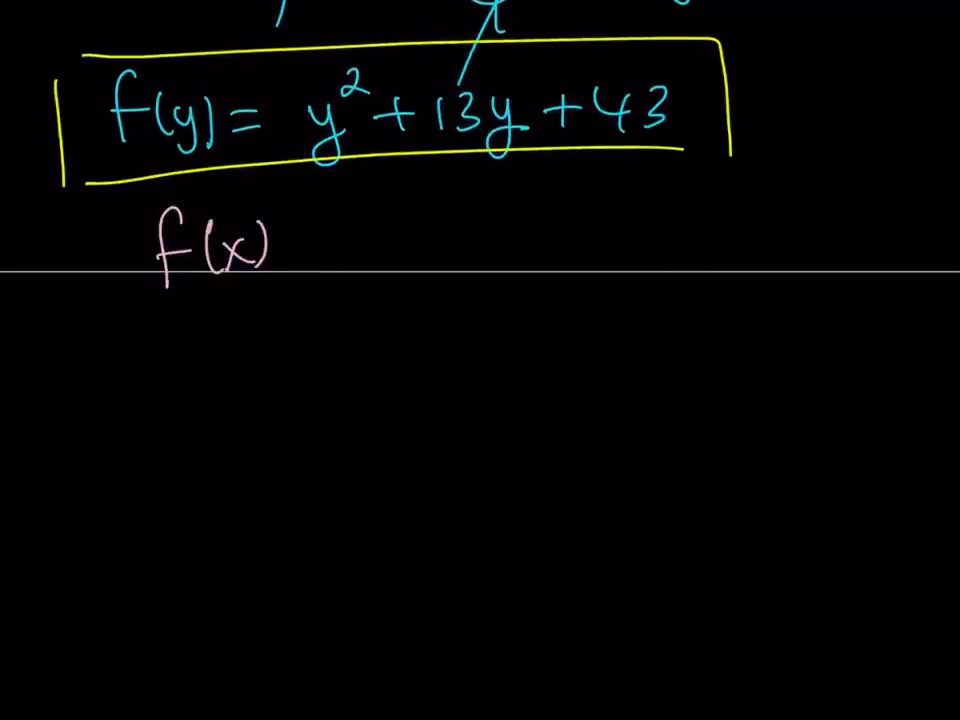 f(y) = y² + 13y + 43
f(x)